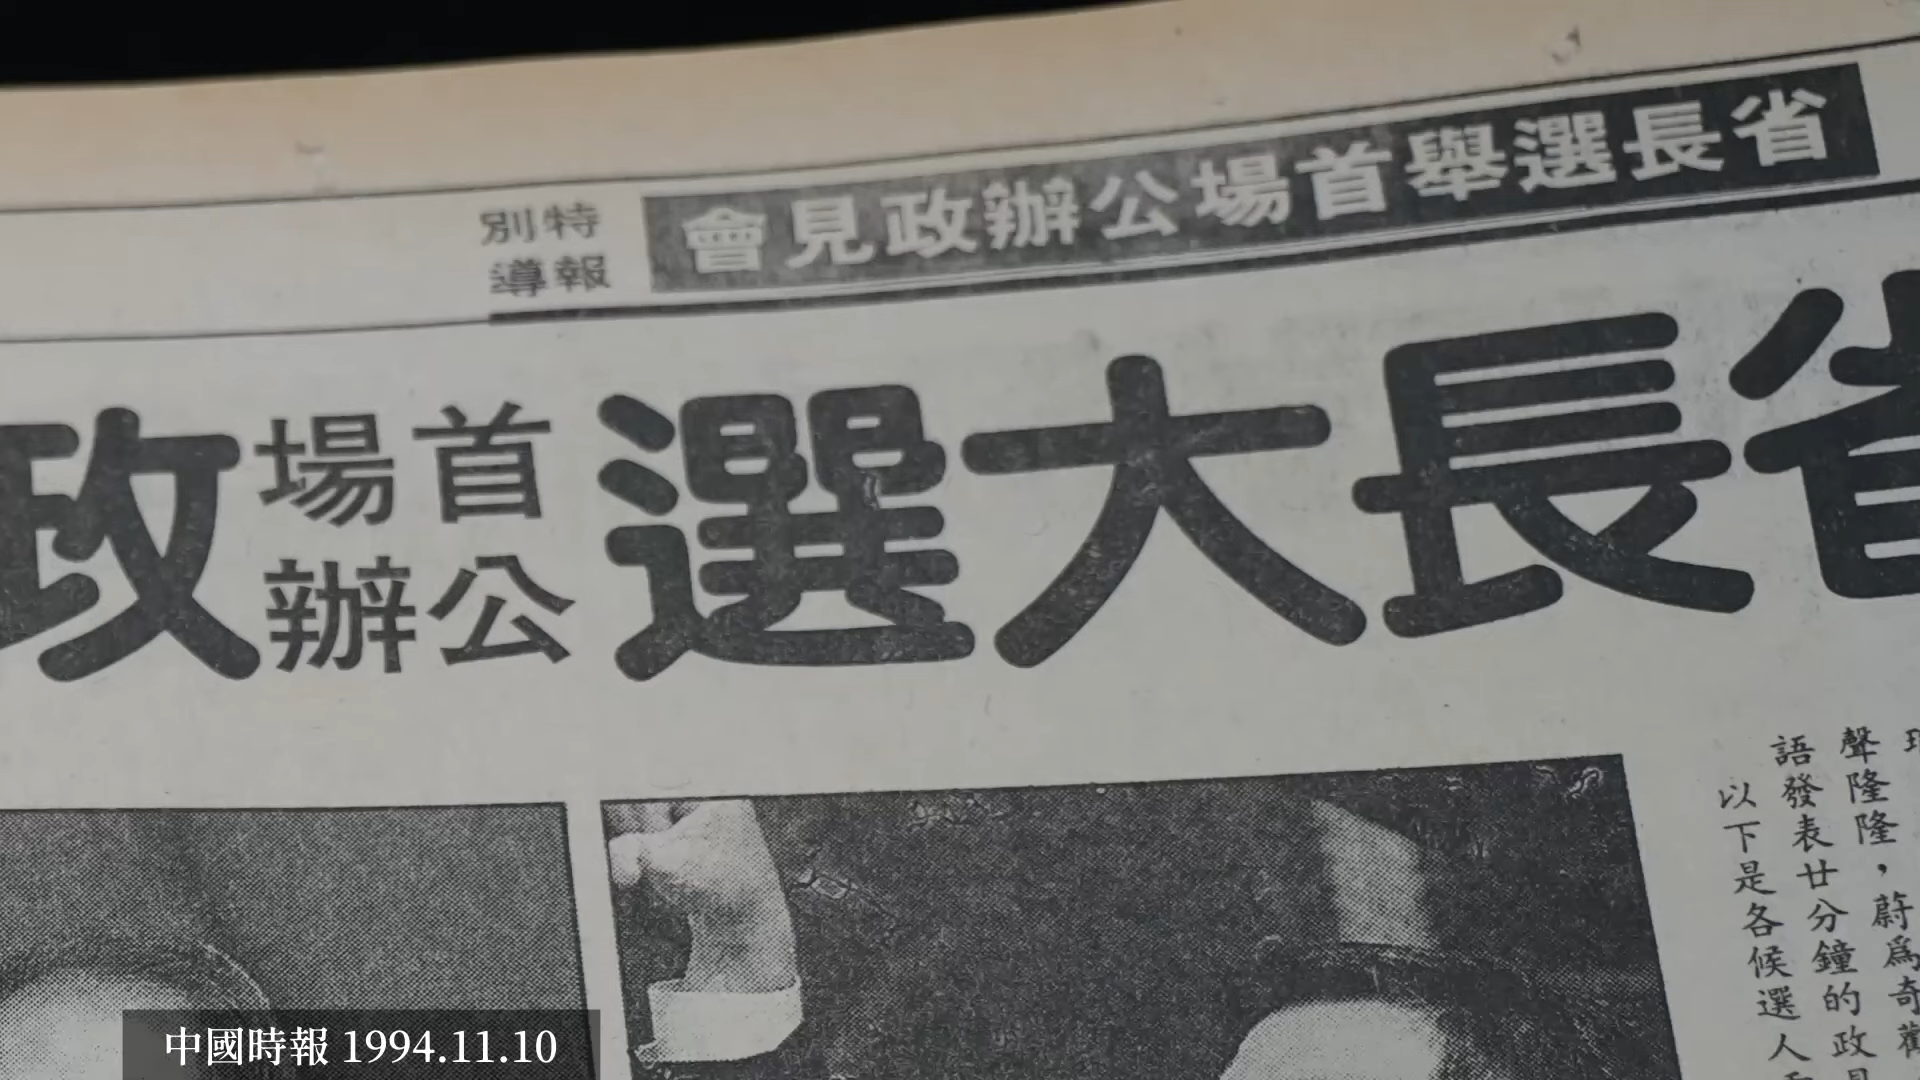 省長選舉首場公辦政見會
特別
報導
省長大選
首場
公辦
政
聲隆隆，蔚為奇
語發表廿分鐘的政見
以下是各候選人
中國時報 1994.11.10